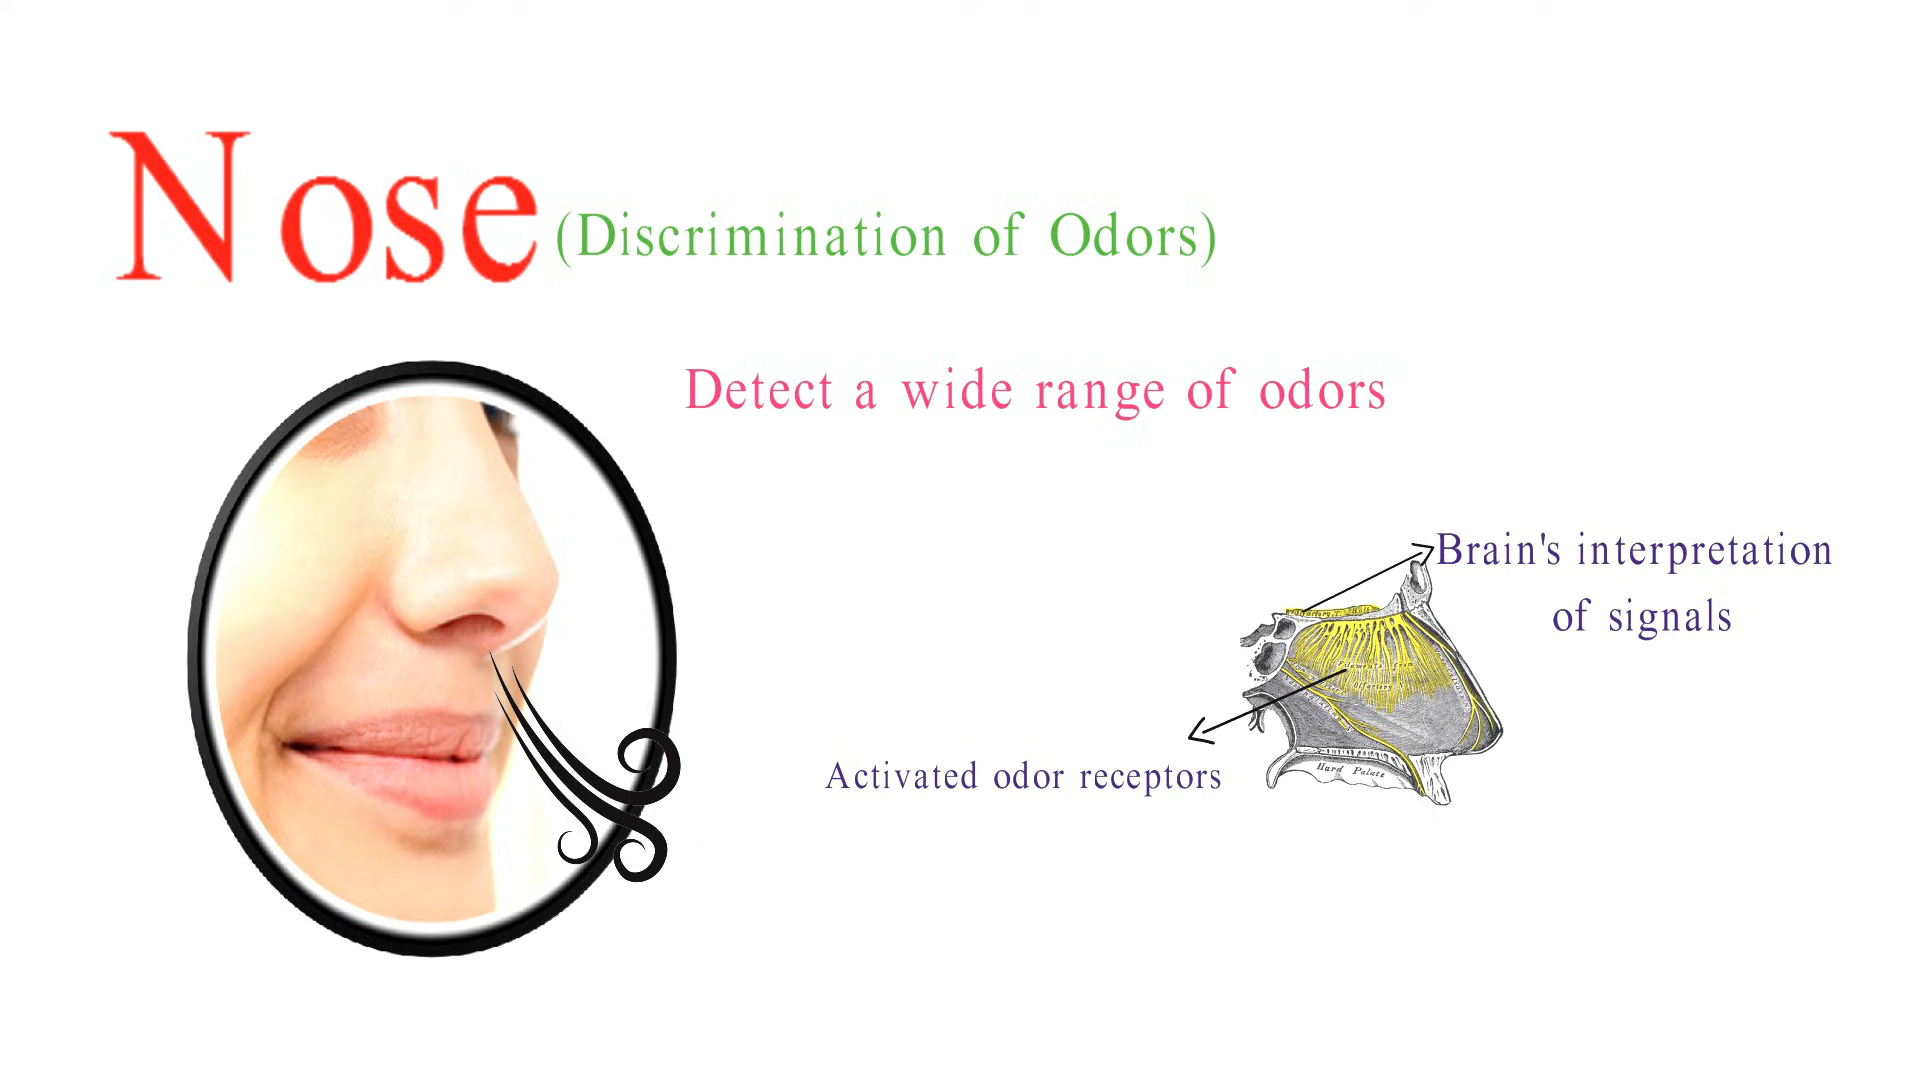 Nose (Discrimination of Odors)
Detect a wide range of odors
Brain's interpretation
of signals
Activated odor receptors
Hard Palate